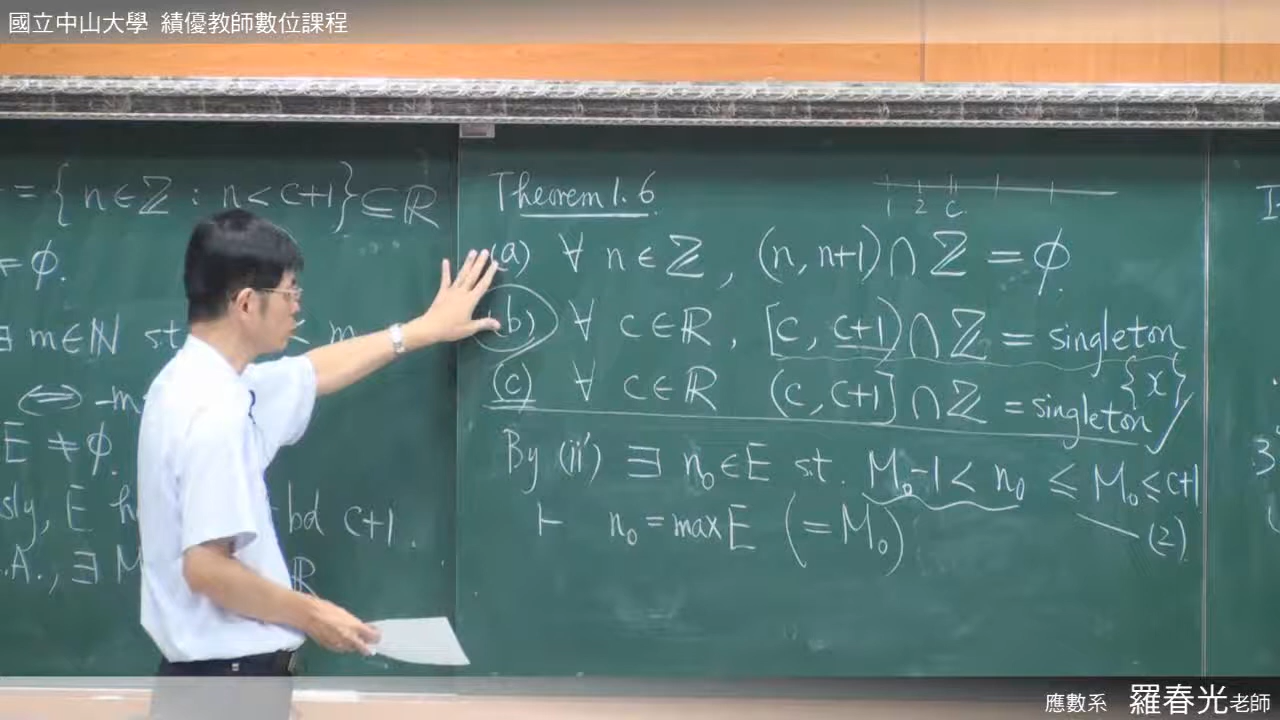 國立中山大學 績優教師數位課程
= { n ∈ ℤ : n < c+1 } ⊆ ℝ
≠ φ.
∃ m ∈ ℕ st
⇔ -m
E ≠ φ.
sly, E h -bd c+1.
.A., ∃ M ℝ
Theorem 1.6
1 2 c
(a) ∀ n ∈ ℤ, (n, n+1) ∩ ℤ = φ.
(b) ∀ c ∈ ℝ, [c, c+1) ∩ ℤ = singleton
{x}
(c) ∀ c ∈ ℝ (c, c+1] ∩ ℤ = singleton
By (ii') ∃ n₀ ∈ E st. M₀-1 < n₀ ≤ M₀ ≤ c+1
(2)
⊢ n₀ = max E (= M₀)
應數系 羅春光老師